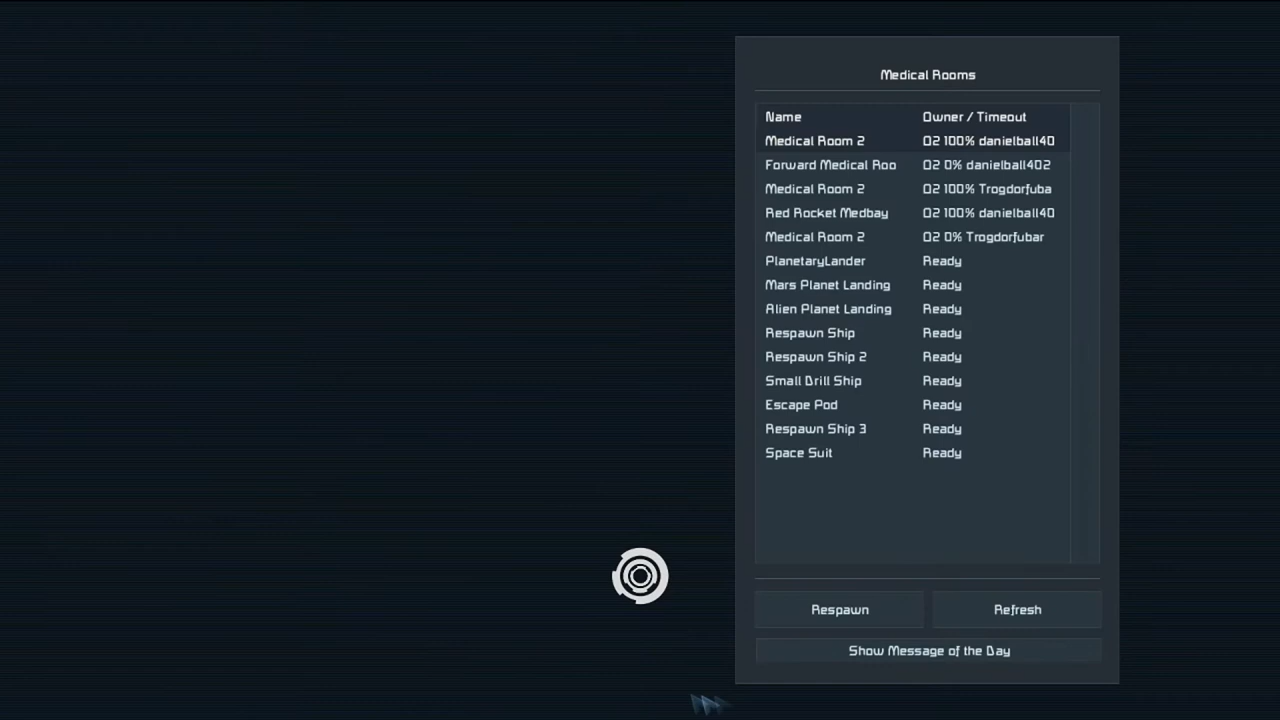 Medical Rooms
Name Owner / Timeout
Medical Room 2 O2 100% danielball40
Forward Medical Roo O2 0% danielball402
Medical Room 2 O2 100% Trogdorfuba
Red Rocket Medbay O2 100% danielball40
Medical Room 2 O2 0% Trogdorfubar
PlanetaryLander Ready
Mars Planet Landing Ready
Alien Planet Landing Ready
Respawn Ship Ready
Respawn Ship 2 Ready
Small Drill Ship Ready
Escape Pod Ready
Respawn Ship 3 Ready
Space Suit Ready
Respawn Refresh
Show Message of the Day